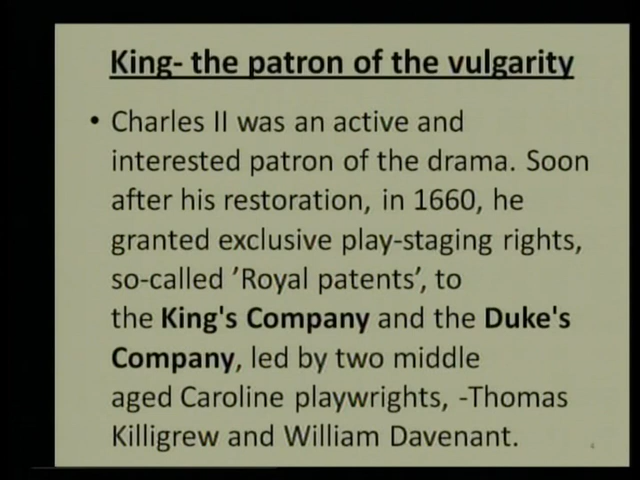 King- the patron of the vulgarity
• Charles II was an active and
interested patron of the drama. Soon
after his restoration, in 1660, he
granted exclusive play-staging rights,
so-called ’Royal patents’, to
the King's Company and the Duke's
Company, led by two middle
aged Caroline playwrights, -Thomas
Killigrew and William Davenant.